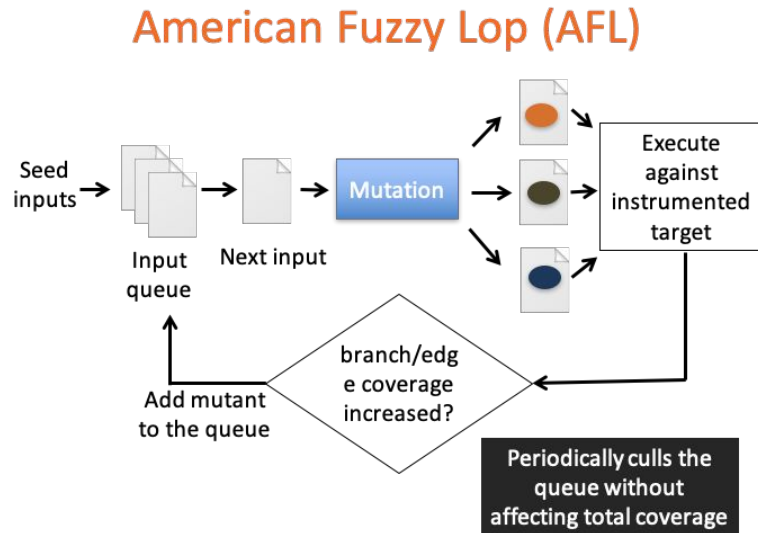 American Fuzzy Lop (AFL)
Seed
inputs
Input
queue
Next input
Mutation
Execute
against
instrumented
target
branch/edg
e coverage
increased?
Add mutant
to the queue
Periodically culls the
queue without
affecting total coverage